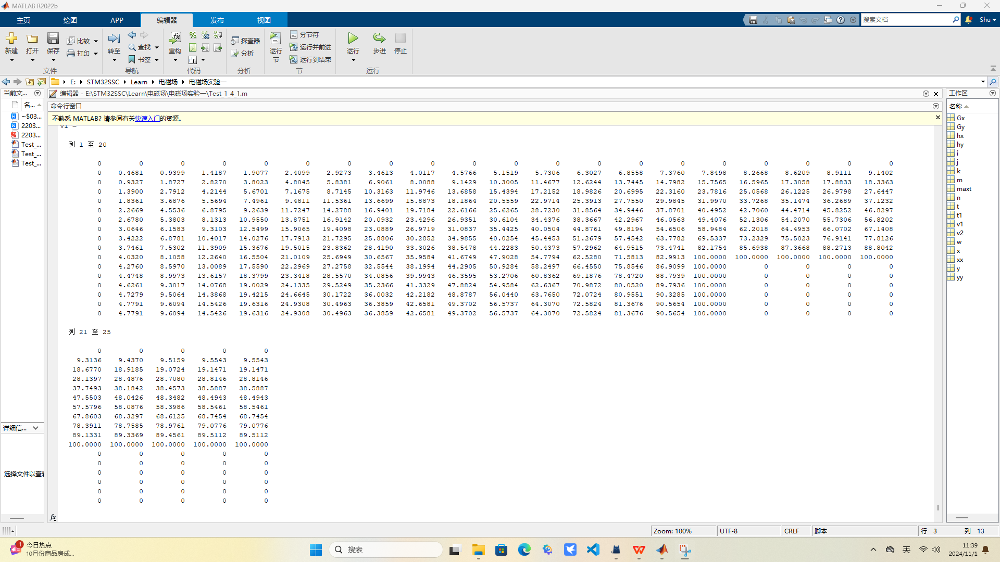 MATLAB R2022b
主页 绘图 APP 编辑器 发布 视图 搜索文档 Shu
新建 打开 保存 比较 打印 转至 查找 书签 重构 探查器 分析 运行节 分节符 运行并前进 运行到结束 运行 步进 停止
文件 导航 代码 分析 节 运行
E: STM32SSC Learn 电磁场 电磁场实验一
当前文...
名...
~$03...
2203...
2203...
Test_...
Test_...
Test_...
详细信...
选择文件以查看
编辑器 - E:\STM32SSC\Learn\电磁场\电磁场实验一\Test_1_4_1.m
命令行窗口
不熟悉 MATLAB? 请参阅有关快速入门的资源。
v1 =
列 1 至 20
0 0 0 0 0 0 0 0 0 0 0 0 0 0 0 0 0 0 0 0
0 0.4681 0.9399 1.4187 1.9077 2.4099 2.9273 3.4613 4.0117 4.5766 5.1519 5.7306 6.3027 6.8558 7.3760 7.8498 8.2668 8.6209 8.9111 9.1402
0 0.9327 1.8727 2.8270 3.8023 4.8045 5.8381 6.9061 8.0088 9.1429 10.3005 11.4677 12.6244 13.7445 14.7982 15.7565 16.5965 17.3058 17.8833 18.3363
0 1.3900 2.7912 4.2144 5.6701 7.1675 8.7145 10.3163 11.9746 13.6858 15.4394 17.2152 18.9826 20.6995 22.3160 23.7816 25.0568 26.1225 26.9798 27.6447
0 1.8361 3.6876 5.5694 7.4961 9.4811 11.5361 13.6699 15.8873 18.1864 20.5559 22.9714 25.3913 27.7550 29.9845 31.9970 33.7268 35.1474 36.2689 37.1232
0 2.2669 4.5536 6.8795 9.2639 11.7247 14.2788 16.9401 19.7184 22.6166 25.6265 28.7230 31.8564 34.9446 37.8701 40.4952 42.7060 44.4714 45.8252 46.8297
0 2.6780 5.3803 8.1313 10.9550 13.8751 16.9142 20.0932 23.4296 26.9351 30.6104 34.4376 38.3667 42.2967 46.0563 49.4076 52.1306 54.2070 55.7306 56.8202
0 3.0646 6.1583 9.3103 12.5499 15.9065 19.4098 23.0889 26.9719 31.0837 35.4425 40.0504 44.8761 49.8194 54.6506 58.9484 62.2018 64.4953 66.0702 67.1408
0 3.4222 6.8781 10.4017 14.0276 17.7913 21.7295 25.8806 30.2852 34.9855 40.0254 45.4453 51.2679 57.4542 63.7782 69.5337 73.2329 75.5023 76.9141 77.8126
0 3.7461 7.5302 11.3909 15.3676 19.5015 23.8362 28.4190 33.3026 38.5478 44.2283 50.4373 57.2962 64.9515 73.4741 82.1754 85.6938 87.3668 88.2713 88.8042
0 4.0320 8.1058 12.2640 16.5504 21.0109 25.6949 30.6567 35.9584 41.6749 47.9028 54.7794 62.5280 71.5813 82.9913 100.0000 100.0000 100.0000 100.0000 100.0000
0 4.2760 8.5970 13.0089 17.5590 22.2969 27.2758 32.5544 38.1994 44.2905 50.9284 58.2497 66.4550 75.8546 86.9099 100.0000 0 0 0 0
0 4.4748 8.9973 13.6157 18.3799 23.3418 28.5570 34.0856 39.9943 46.3595 53.2706 60.8362 69.1876 78.4720 88.7939 100.0000 0 0 0 0
0 4.6261 9.3017 14.0768 19.0029 24.1335 29.5249 35.2366 41.3329 47.8824 54.9584 62.6367 70.9872 80.0520 89.7936 100.0000 0 0 0 0
0 4.7279 9.5064 14.3868 19.4215 24.6645 30.1722 36.0032 42.2182 48.8787 56.0440 63.7650 72.0724 80.9551 90.3285 100.0000 0 0 0 0
0 4.7791 9.6094 14.5426 19.6316 24.9308 30.4963 36.3859 42.6581 49.3702 56.5737 64.3070 72.5824 81.3676 90.5654 100.0000 0 0 0 0
0 4.7791 9.6094 14.5426 19.6316 24.9308 30.4963 36.3859 42.6581 49.3702 56.5737 64.3070 72.5824 81.3676 90.5654 100.0000 0 0 0 0
列 21 至 25
0 0 0 0 0
9.3136 9.4370 9.5159 9.5543 9.5543
18.6770 18.9185 19.0724 19.1471 19.1471
28.1397 28.4876 28.7080 28.8146 28.8146
37.7493 38.1842 38.4573 38.5887 38.5887
47.5503 48.0426 48.3482 48.4943 48.4943
57.5796 58.0876 58.3986 58.5461 58.5461
67.8603 68.3297 68.6125 68.7454 68.7454
78.3911 78.7585 78.9761 79.0776 79.0776
89.1331 89.3369 89.4561 89.5112 89.5112
100.0000 100.0000 100.0000 100.0000 100.0000
0 0 0 0 0
0 0 0 0 0
0 0 0 0 0
0 0 0 0 0
0 0 0 0 0
0 0 0 0 0
fx
工作区
名称
Gx
Gy
hx
hy
i
j
k
m
maxt
n
t
t1
v1
v2
w
x
xx
y
yy
Zoom: 100% UTF-8 CRLF 脚本 行 3 列 13
1 今日热点
10月份商品房成...
搜索
英
11:39
2024/11/1